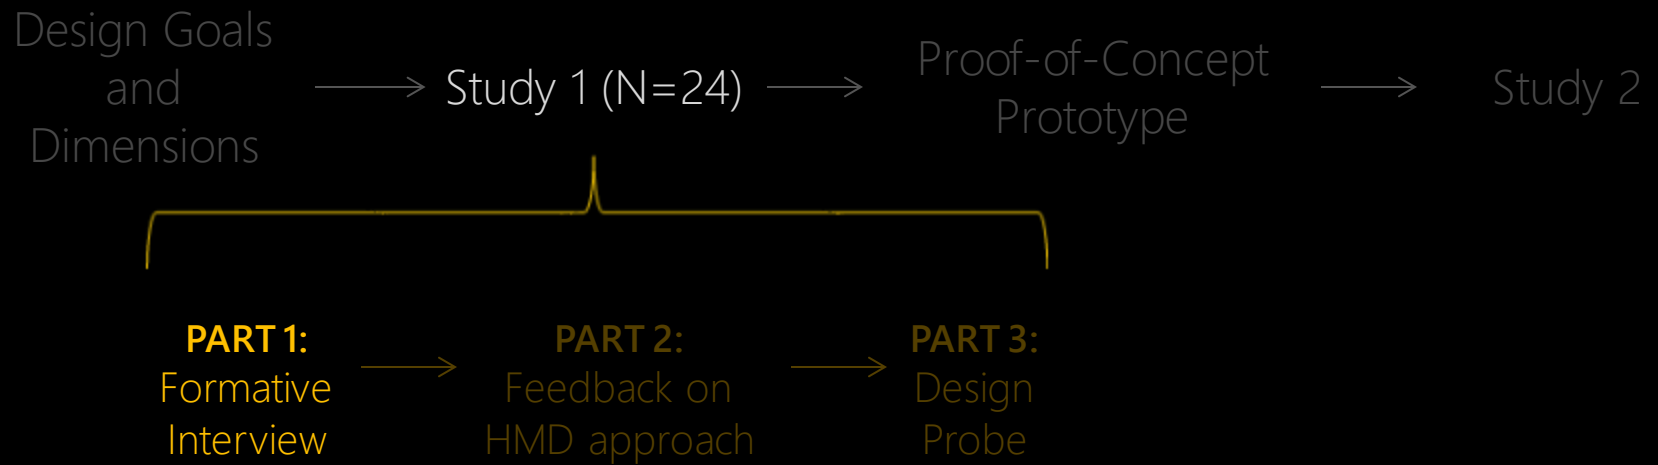 Design Goals
and
Dimensions
Study 1 (N=24)
Proof-of-Concept
Prototype
Study 2
PART 1:
Formative
Interview
PART 2:
Feedback on
HMD approach
PART 3:
Design
Probe